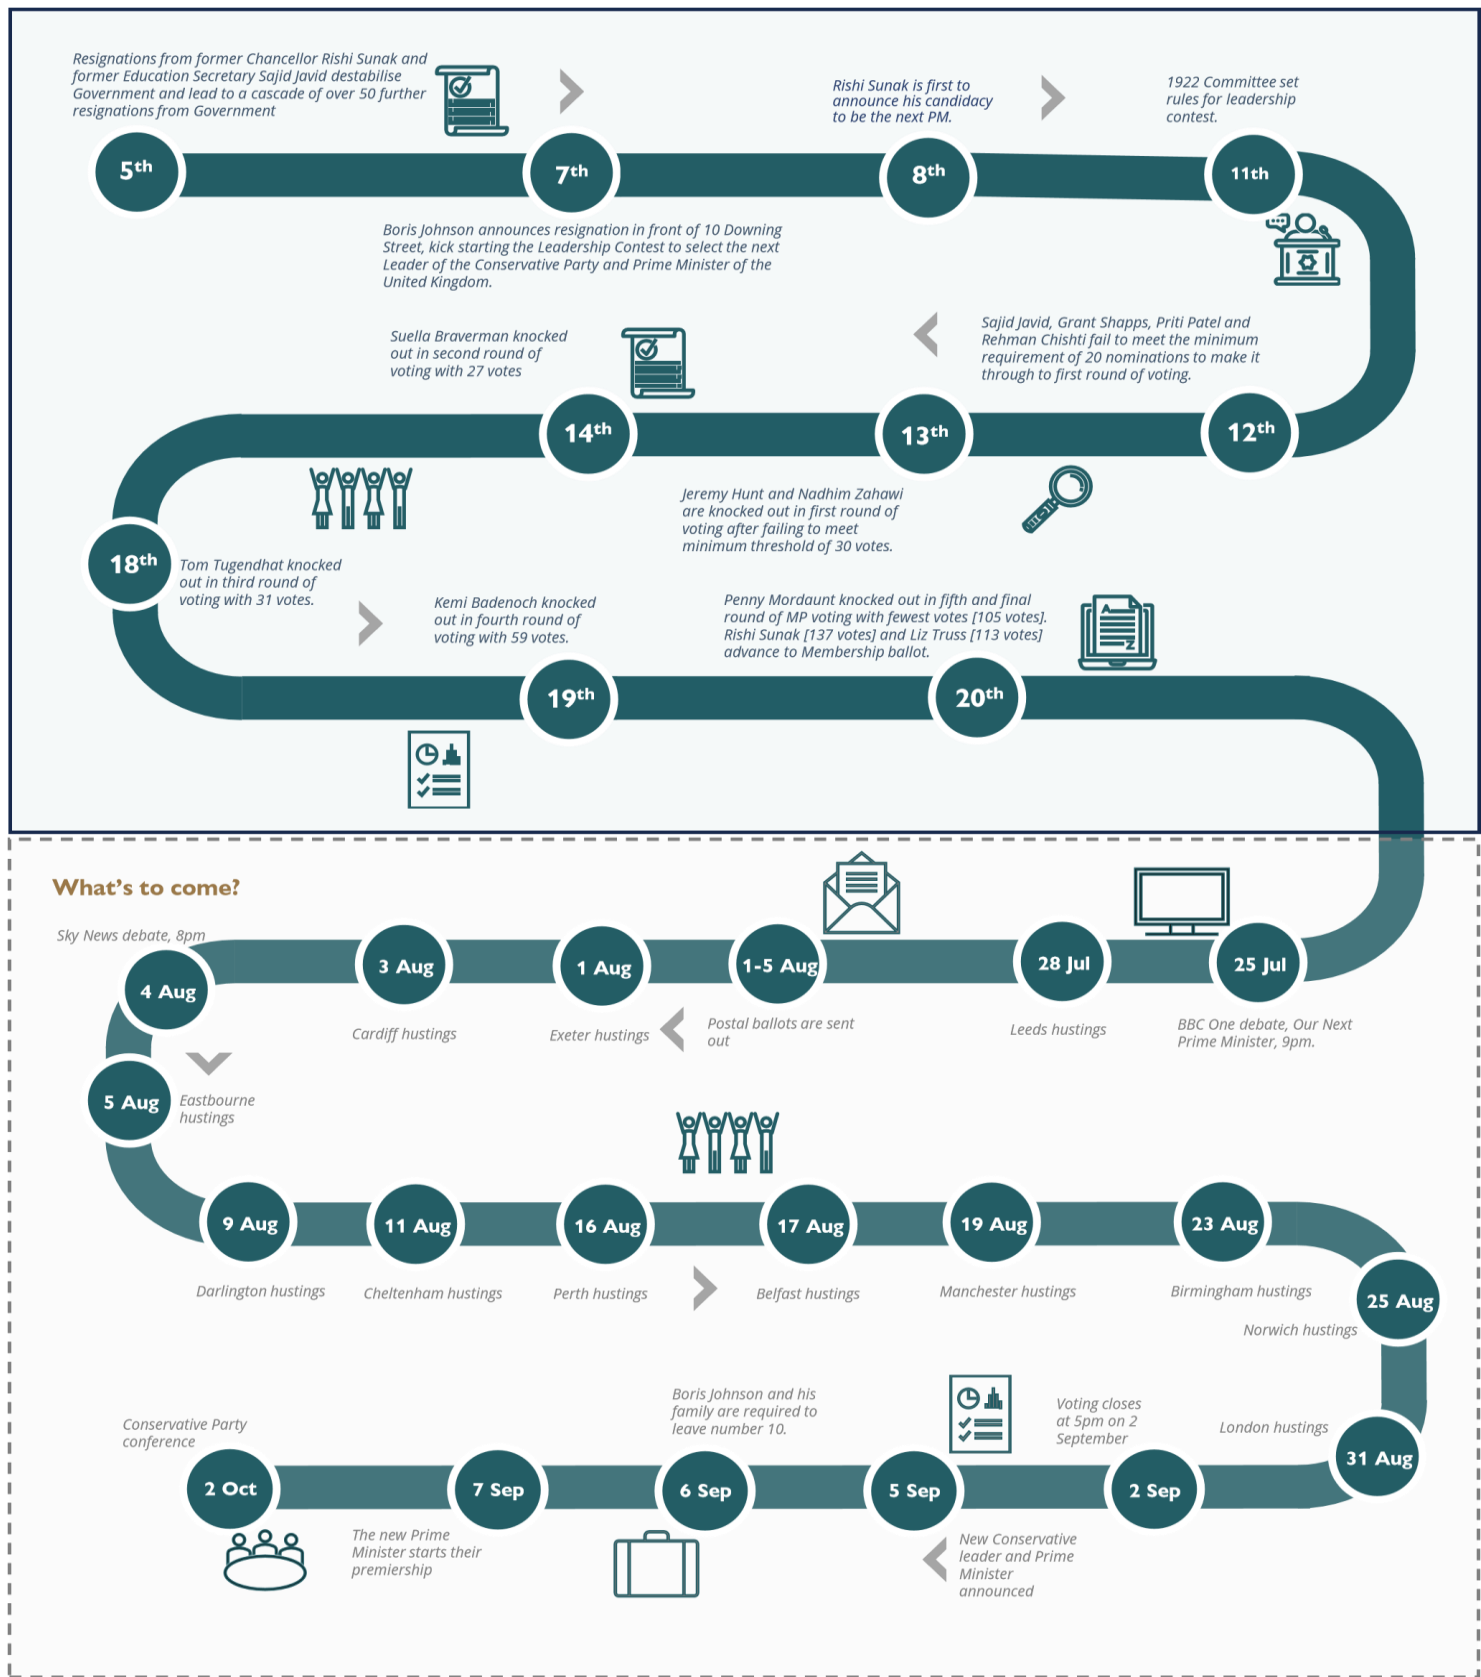 Resignations from former Chancellor Rishi Sunak and
former Education Secretary Sajid Javid destabilise
Government and lead to a cascade of over 50 further
resignations from Government
5th
7th
Boris Johnson announces resignation in front of 10 Downing
Street, kick starting the Leadership Contest to select the next
Leader of the Conservative Party and Prime Minister of the
United Kingdom.
Rishi Sunak is first to
announce his candidacy
to be the next PM.
8th
1922 Committee set
rules for leadership
contest.
11th
Sajid Javid, Grant Shapps, Priti Patel and
Rehman Chishti fail to meet the minimum
requirement of 20 nominations to make it
through to first round of voting.
12th
13th
Jeremy Hunt and Nadhim Zahawi
are knocked out in first round of
voting after failing to meet
minimum threshold of 30 votes.
Suella Braverman knocked
out in second round of
voting with 27 votes
14th
18th
Tom Tugendhat knocked
out in third round of
voting with 31 votes.
Kemi Badenoch knocked
out in fourth round of
voting with 59 votes.
19th
Penny Mordaunt knocked out in fifth and final
round of MP voting with fewest votes [105 votes].
Rishi Sunak [137 votes] and Liz Truss [113 votes]
advance to Membership ballot.
20th
A
Z
What's to come?
25 Jul
BBC One debate, Our Next
Prime Minister, 9pm.
28 Jul
Leeds hustings
1-5 Aug
Postal ballots are sent
out
1 Aug
Exeter hustings
3 Aug
Cardiff hustings
Sky News debate, 8pm
4 Aug
5 Aug
Eastbourne
hustings
9 Aug
Darlington hustings
11 Aug
Cheltenham hustings
16 Aug
Perth hustings
17 Aug
Belfast hustings
19 Aug
Manchester hustings
23 Aug
Birmingham hustings
25 Aug
Norwich hustings
London hustings
31 Aug
Voting closes
at 5pm on 2
September
2 Sep
5 Sep
New Conservative
leader and Prime
Minister
announced
Boris Johnson and his
family are required to
leave number 10.
6 Sep
7 Sep
The new Prime
Minister starts their
premiership
Conservative Party
conference
2 Oct